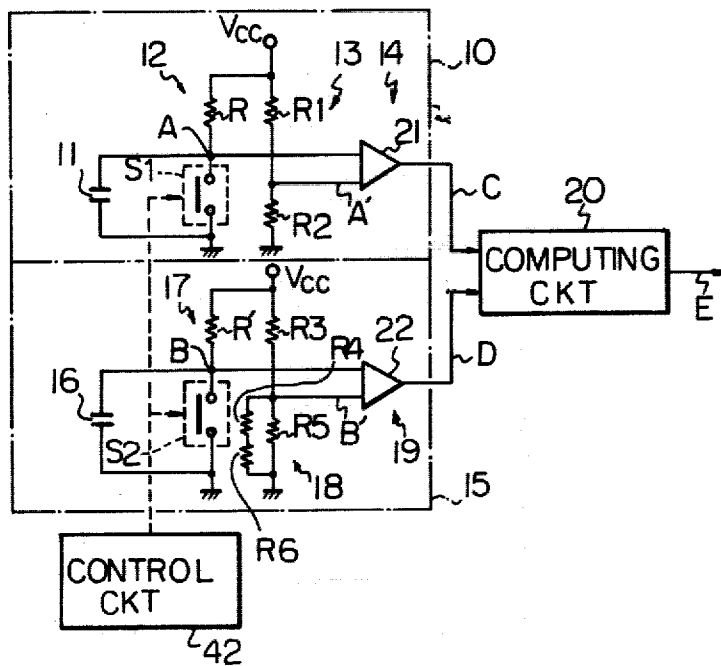 Vcc
12
13
14
10
R
R1
21
A
11
S1
A'
R2
C
20
COMPUTING
CKT
E
Vcc
17
R'
R3
R4
22
B
16
D
B'
S2
R5
19
18
15
R6
CONTROL
CKT
42